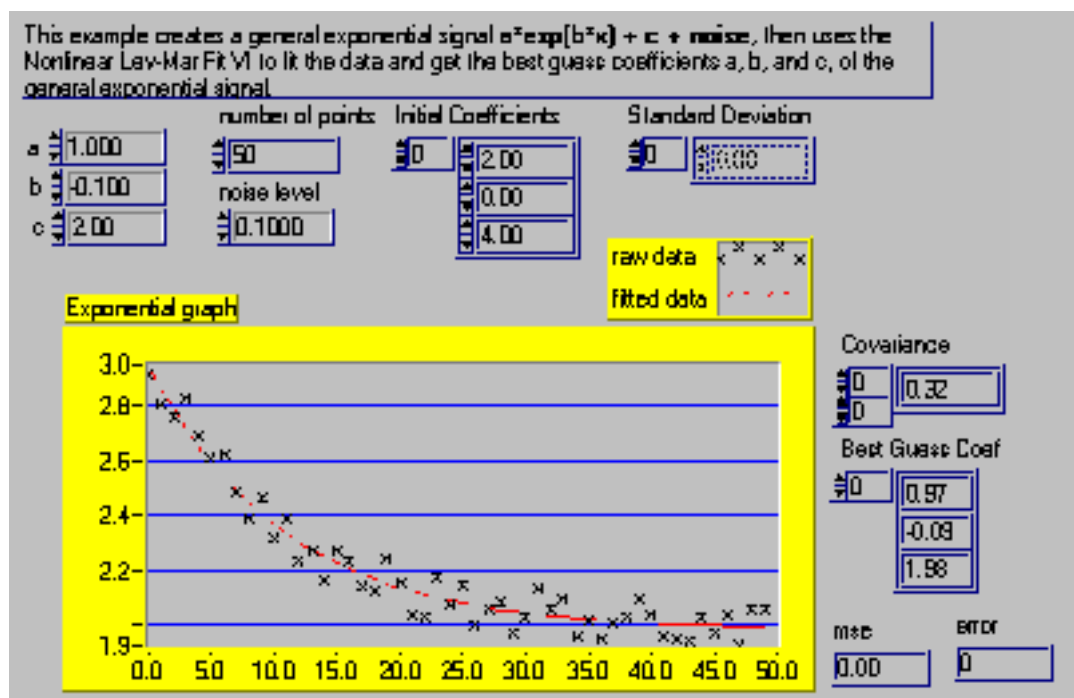 This example creates a general exponential signal a*exp(b*x) + c + noise, then uses the
Nonlinear Lev-Mar Fit VI to fit the data and get the best guess coefficients a, b, and c, of the
general exponential signal.
number of points Initial Coefficients Standard Deviation
a 1.000 50 0 2.00 0 0.00
b -0.100 noise level 0.00
c 2.00 0.1000 4.00
raw data
fitted data
Exponential graph
Covariance
0 0.32
0
Best Guess Coef
0 0.97
-0.09
1.98
mse error
0.00 0
3.0
2.8
2.6
2.4
2.2
1.9
0.0 5.0 10.0 15.0 20.0 25.0 30.0 35.0 40.0 45.0 50.0